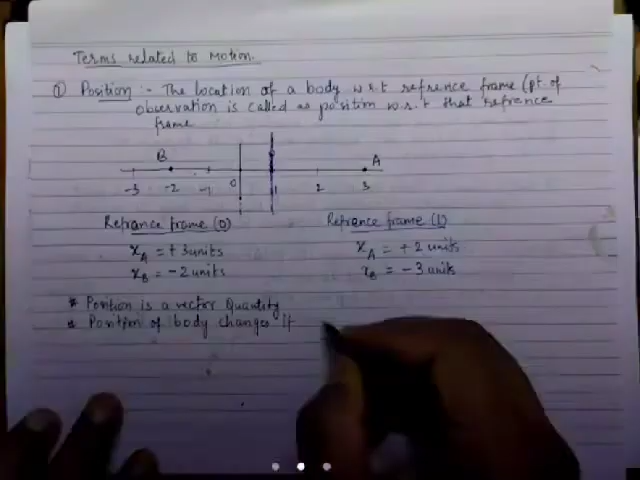 Terms related to Motion.
① Position :- The location of a body w.r.t refrence frame (pt. of
observation is called as position w.r.t that refrence
frame
B A
-3 -2 -1 0 1 2 3
Refrance frame (0) Refrance frame (1)
xA = +3 units xA = +2 units
xB = -2 units xB = -3 units
* Position is a vector Quantity
* Position of body changes if